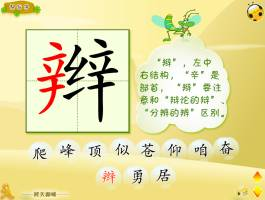 辫
“辫”，左中
右结构，“辛”是
部首，“辫”要注
意和“辩论的辩”、
“分辨的辨”区别。
爬 峰 顶 似 苍 仰 咱 奋
辫 勇 居